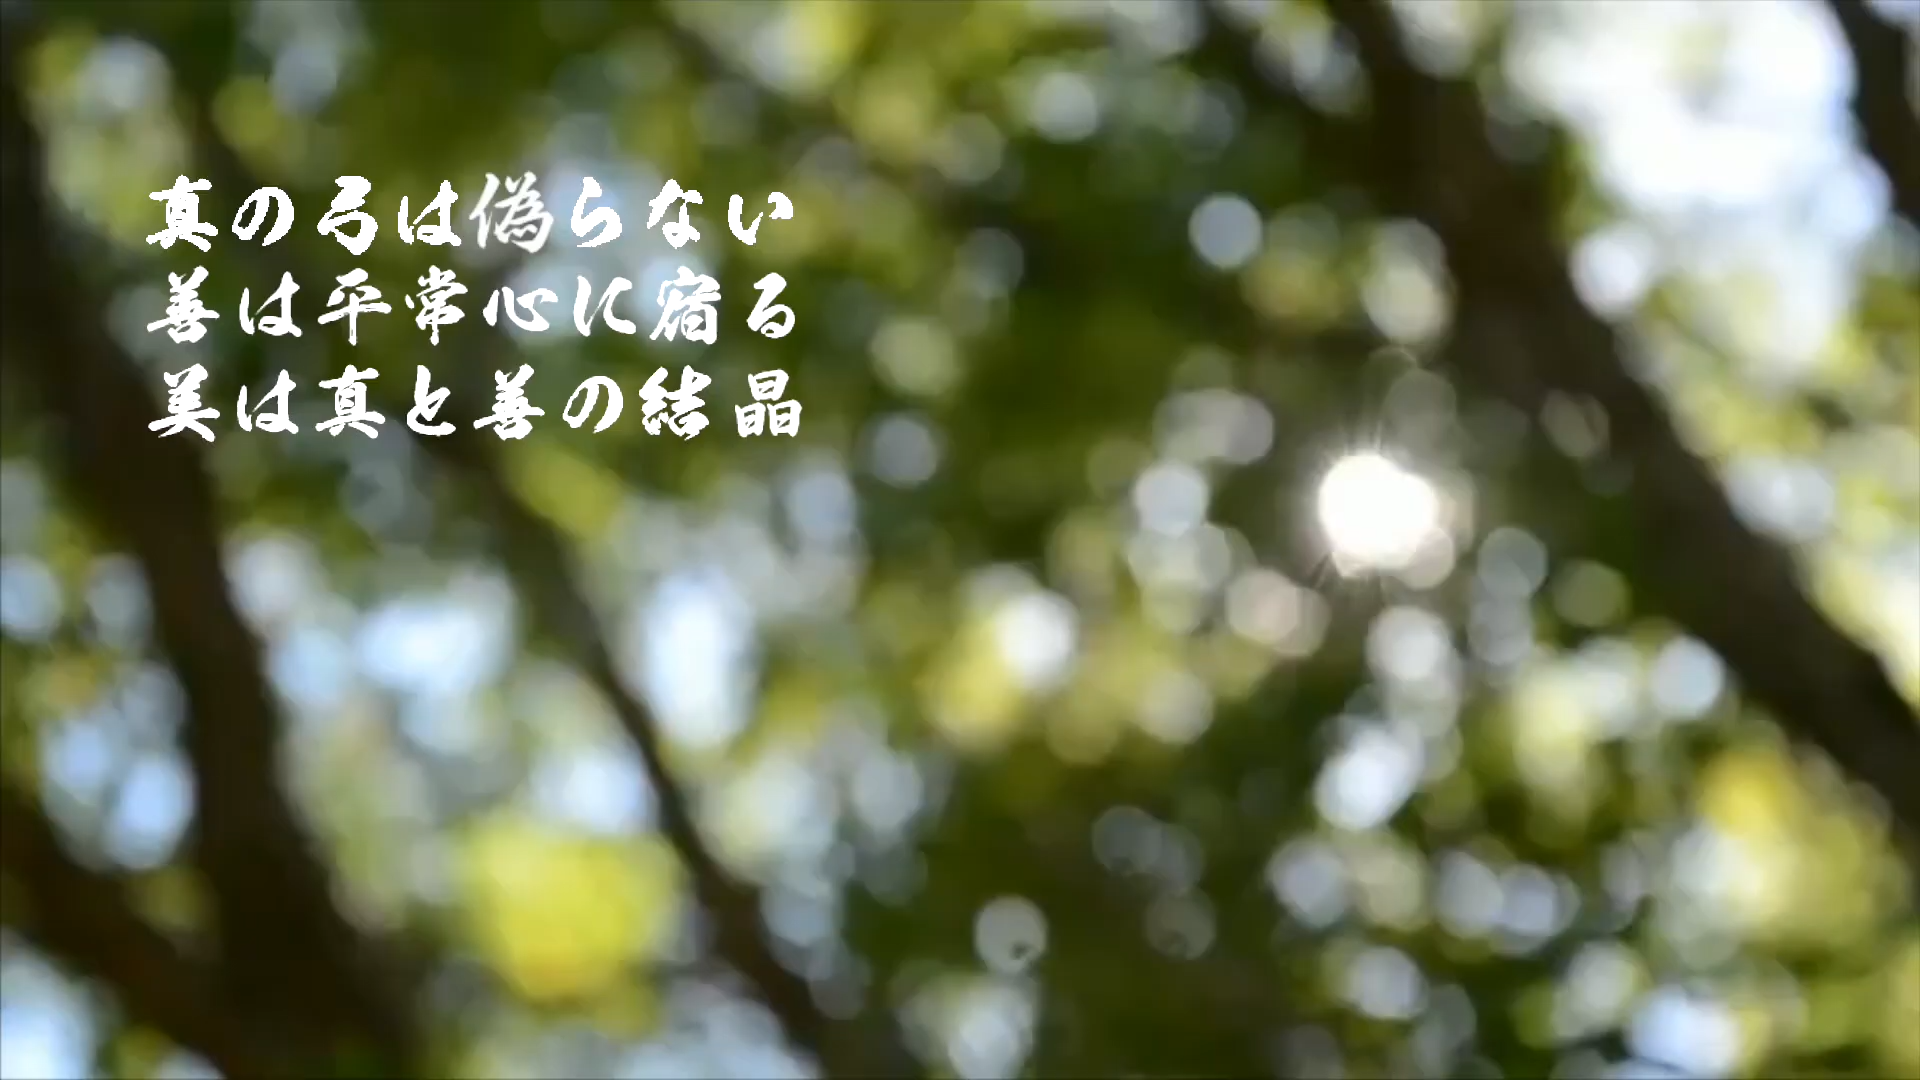 真の弓は偽らない
善は平常心に宿る
美は真と善の結晶